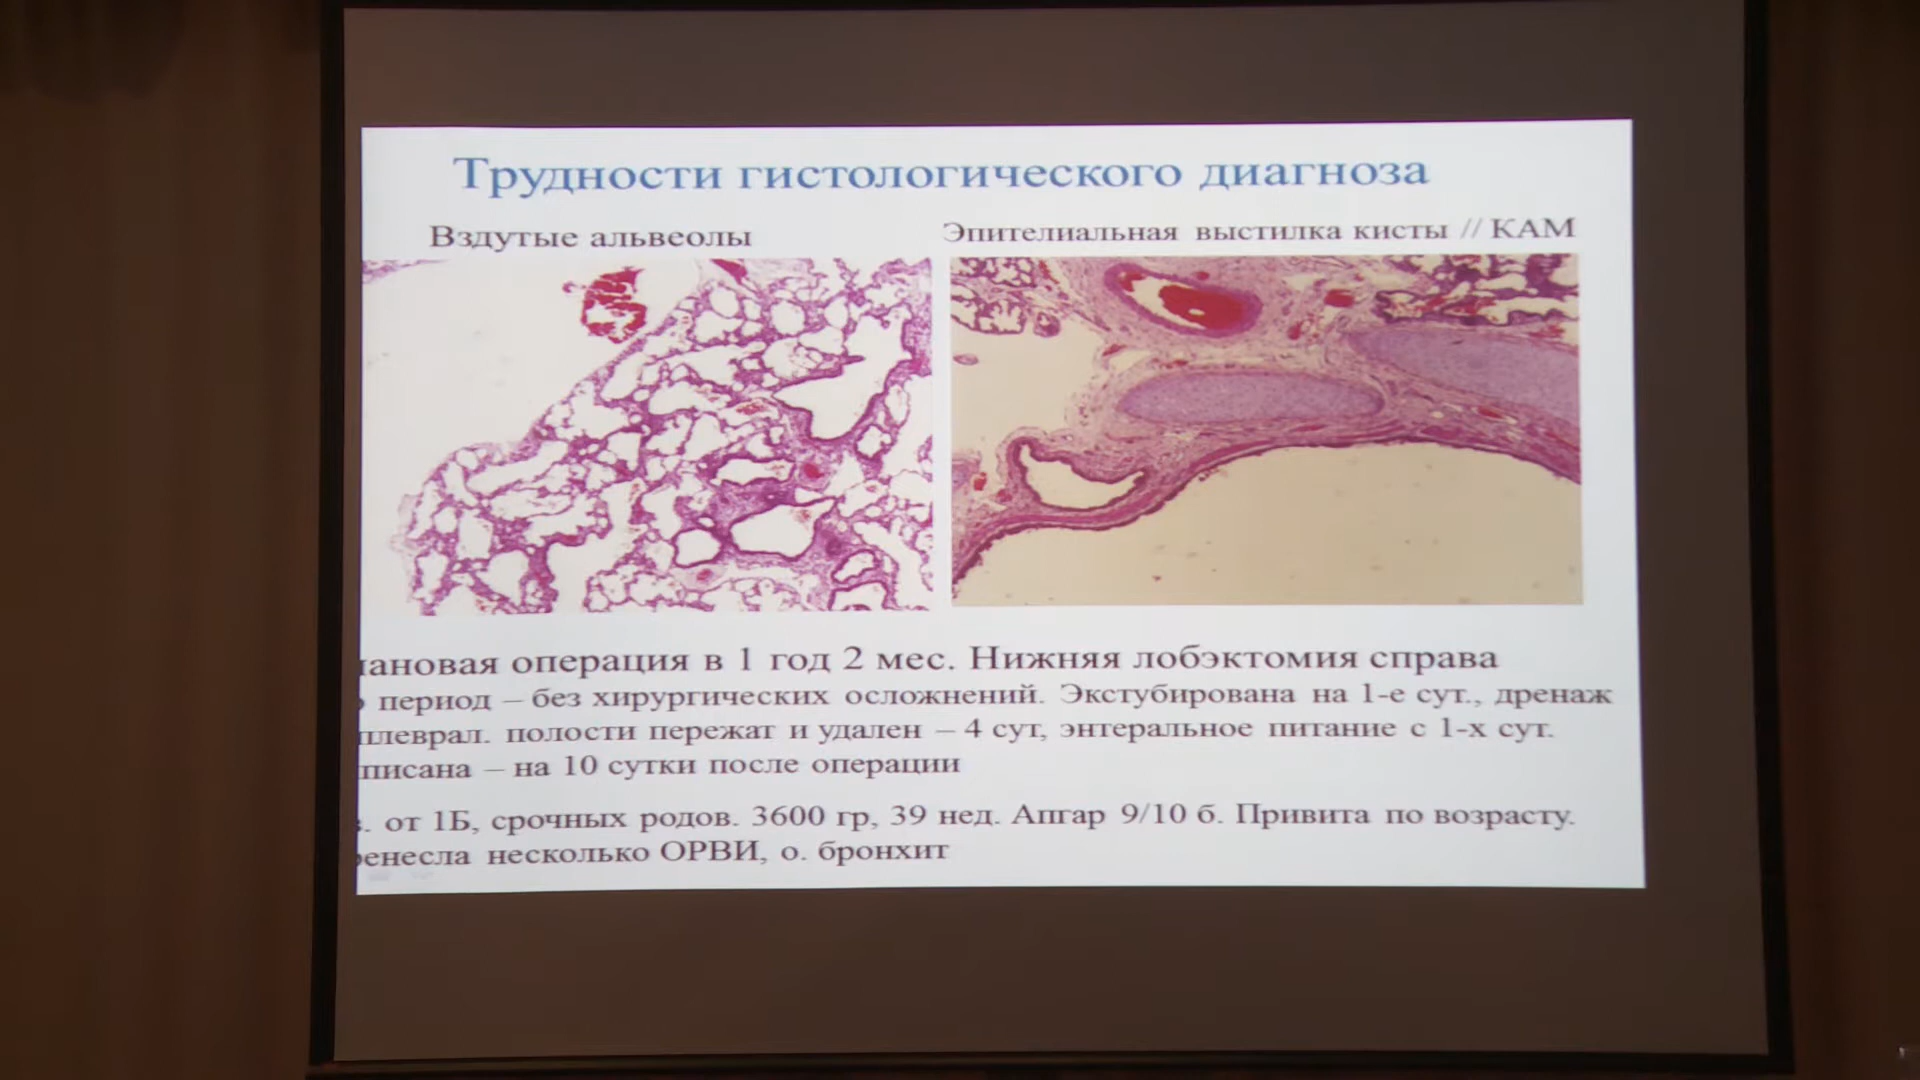 Трудности гистологического диагноза
Вздутые альвеолы
Эпителиальная выстилка кисты // КАМ
лановая операция в 1 год 2 мес. Нижняя лобэктомия справа
о период – без хирургических осложнений. Экстубирована на 1-е сут., дренаж
плеврал. полости пережат и удален – 4 сут, энтеральное питание с 1-х сут.
писана – на 10 сутки после операции
в. от 1Б, срочных родов. 3600 гр, 39 нед. Апгар 9/10 б. Привита по возрасту.
ренесла несколько ОРВИ, о. бронхит